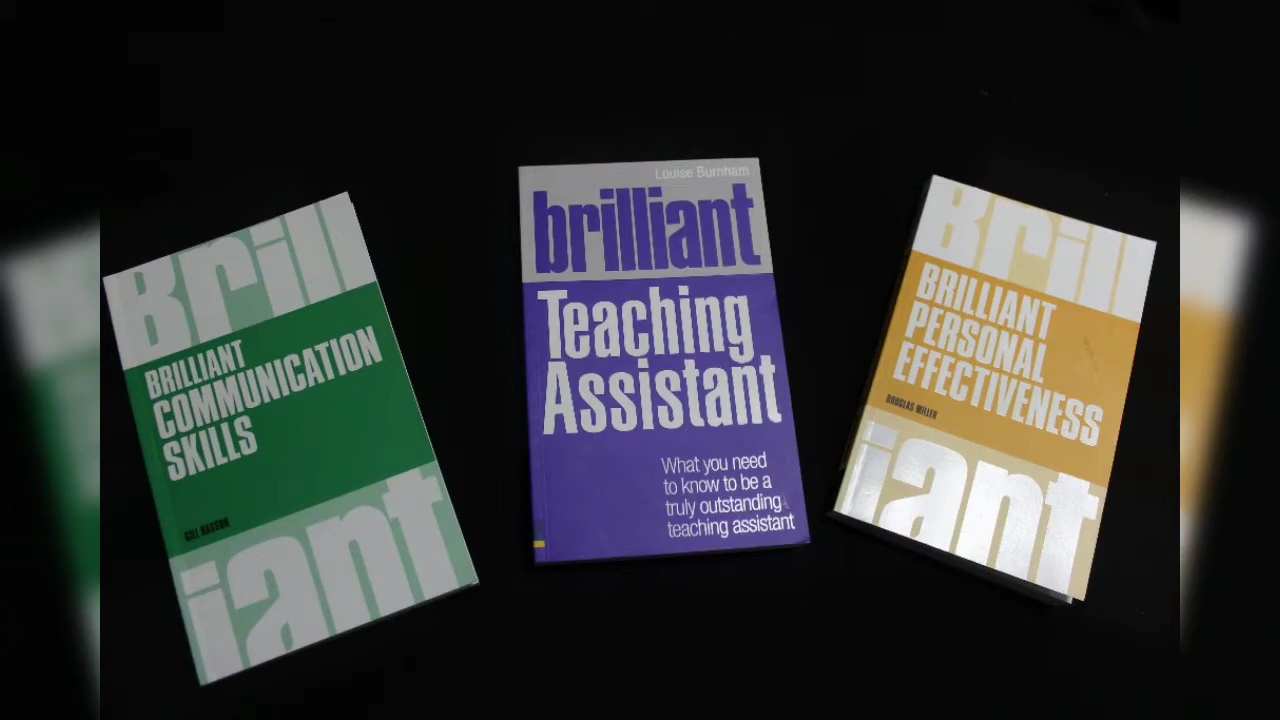 Brill
BRILLIANT
COMMUNICATION
SKILLS
GILL HASSON
iant
Louise Burnham
brilliant
Teaching
Assistant
What you need
to know to be a
truly outstanding
teaching assistant
Brill
BRILLIANT
PERSONAL
EFFECTIVENESS
DOUGLAS MILLER
iant